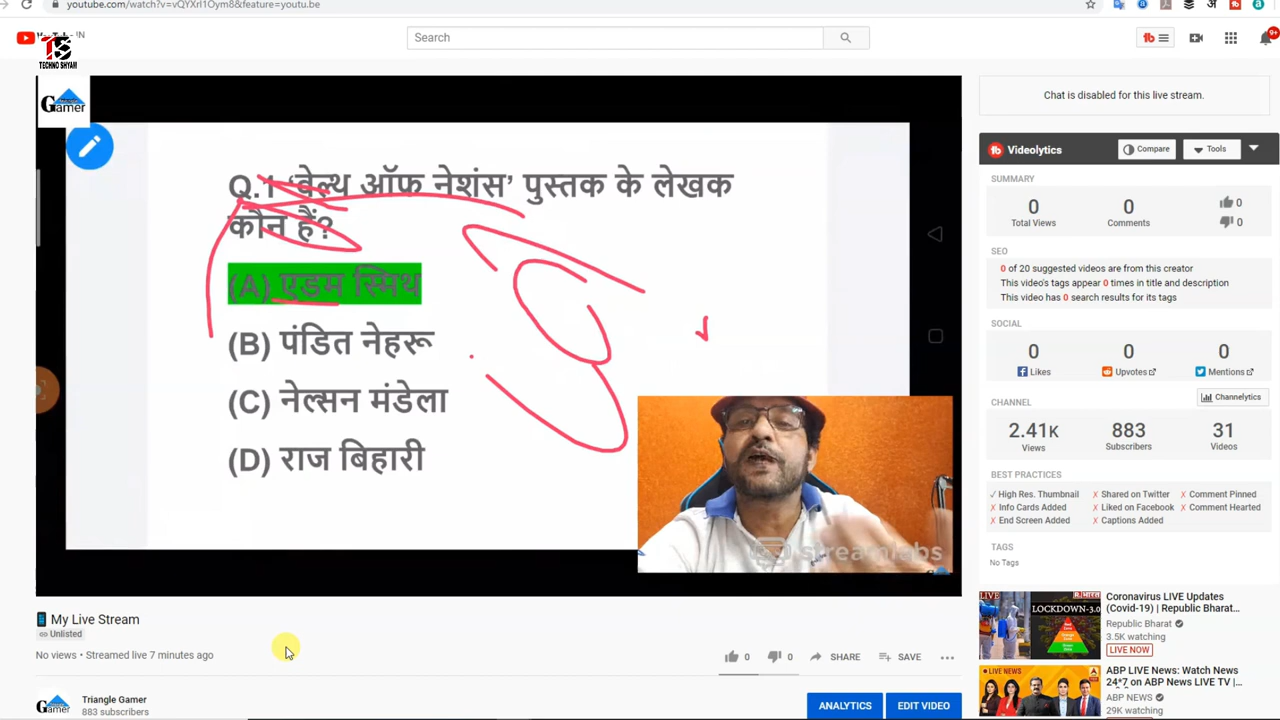 youtube.com/watch?v=vQYXrI1Oym8&feature=youtu.be
IN
TS
TECHNO SHYAM
Search
9+
Gamer
Q.1 ‘वेल्थ ऑफ नेशंस’ पुस्तक के लेखक
कौन हैं?
(A) एडम स्मिथ
(B) पंडित नेहरू
(C) नेल्सन मंडेला
(D) राज बिहारी
streamlabs
My Live Stream
Unlisted
No views • Streamed live 7 minutes ago
0 0 SHARE SAVE
Triangle Gamer
883 subscribers
ANALYTICS EDIT VIDEO
Chat is disabled for this live stream.
Videolytics Compare Tools
SUMMARY
0 0 0
Total Views Comments 0
SEO
0 of 20 suggested videos are from this creator
This video's tags appear 0 times in title and description
This video has 0 search results for its tags
SOCIAL
0 0 0
Likes Upvotes Mentions
CHANNEL Channelytics
2.41K 883 31
Views Subscribers Videos
BEST PRACTICES
√ High Res. Thumbnail ✗ Shared on Twitter ✗ Comment Pinned
✗ Info Cards Added ✗ Liked on Facebook ✗ Comment Hearted
✗ End Screen Added ✗ Captions Added
TAGS
No Tags
LIVE
LOCKDOWN-3.0
Coronavirus LIVE Updates
(Covid-19) | Republic Bharat...
Republic Bharat
3.5K watching
LIVE NOW
LIVE NEWS
ABP LIVE News: Watch News
24*7 on ABP News LIVE TV |...
ABP NEWS
29K watching